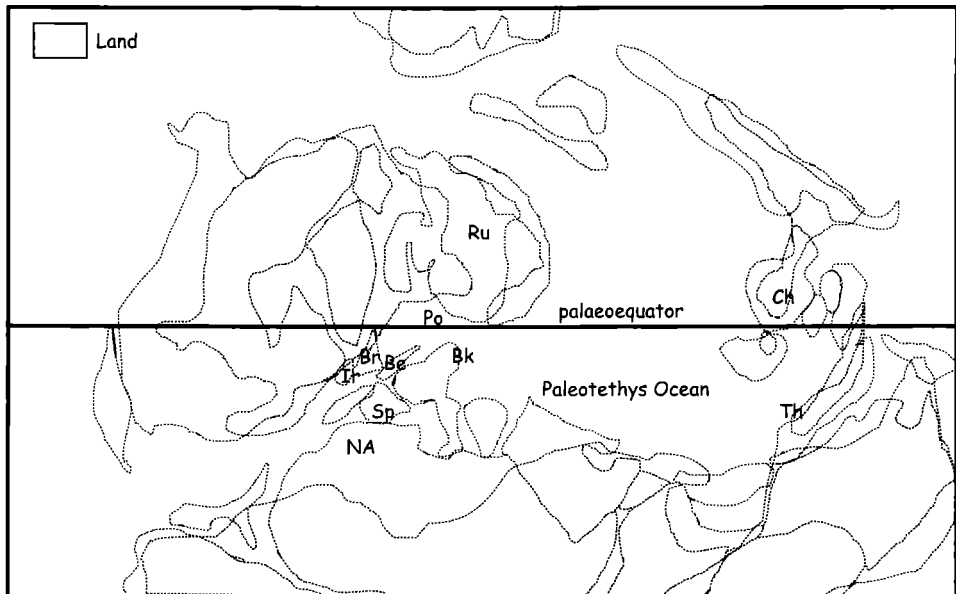 Land
Ru
Ch
Po
palaeoequator
Br
Be
Bk
Ir
Paleotethys Ocean
Sp
Th
NA